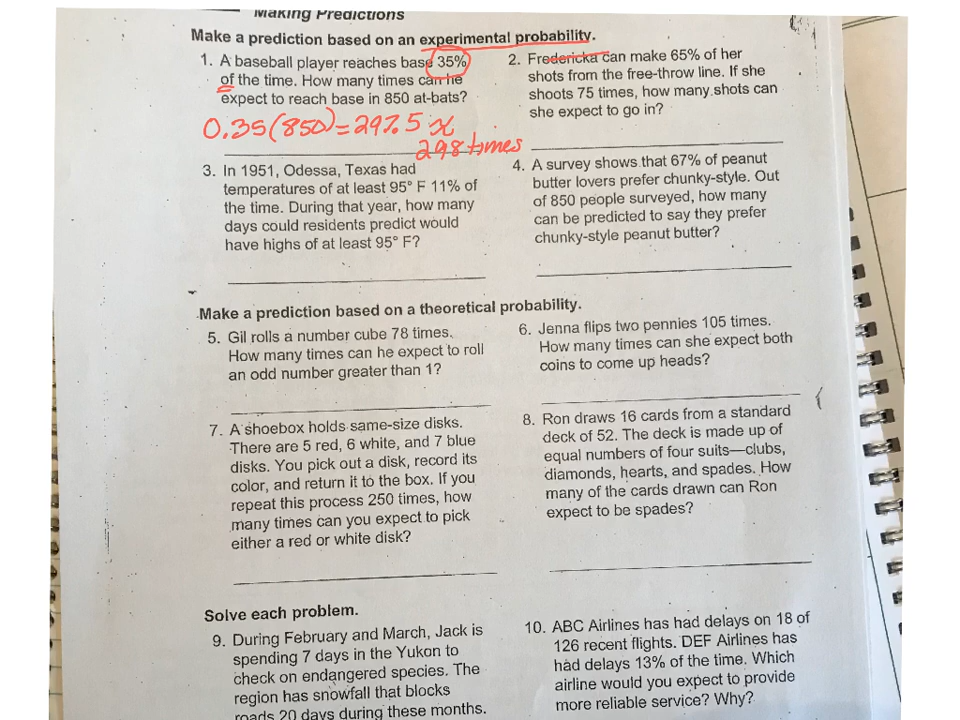 Making Predictions
Make a prediction based on an experimental probability.
1. A baseball player reaches base 35%
of the time. How many times can he
expect to reach base in 850 at-bats?
0.35(850)=297.5 ≈
298 times
2. Fredericka can make 65% of her
shots from the free-throw line. If she
shoots 75 times, how many shots can
she expect to go in?
3. In 1951, Odessa, Texas had
temperatures of at least 95° F 11% of
the time. During that year, how many
days could residents predict would
have highs of at least 95° F?
4. A survey shows that 67% of peanut
butter lovers prefer chunky-style. Out
of 850 people surveyed, how many
can be predicted to say they prefer
chunky-style peanut butter?
Make a prediction based on a theoretical probability.
5. Gil rolls a number cube 78 times.
How many times can he expect to roll
an odd number greater than 1?
6. Jenna flips two pennies 105 times.
How many times can she expect both
coins to come up heads?
7. A shoebox holds same-size disks.
There are 5 red, 6 white, and 7 blue
disks. You pick out a disk, record its
color, and return it to the box. If you
repeat this process 250 times, how
many times can you expect to pick
either a red or white disk?
8. Ron draws 16 cards from a standard
deck of 52. The deck is made up of
equal numbers of four suits—clubs,
diamonds, hearts, and spades. How
many of the cards drawn can Ron
expect to be spades?
Solve each problem.
9. During February and March, Jack is
spending 7 days in the Yukon to
check on endangered species. The
region has snowfall that blocks
roads 20 days during these months.
10. ABC Airlines has had delays on 18 of
126 recent flights. DEF Airlines has
had delays 13% of the time. Which
airline would you expect to provide
more reliable service? Why?